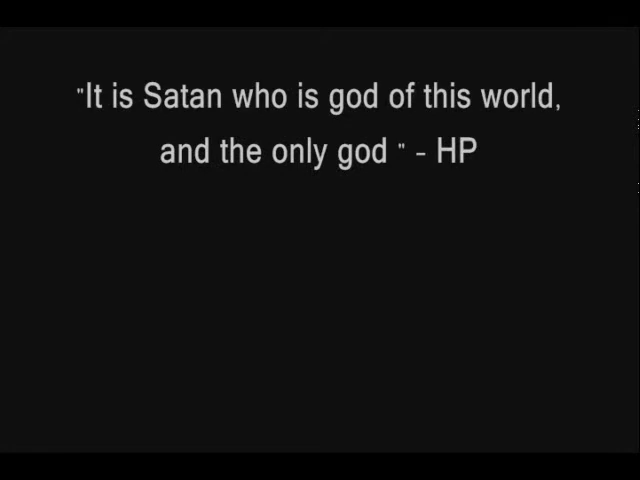 "It is Satan who is god of this world,
and the only god " - HP